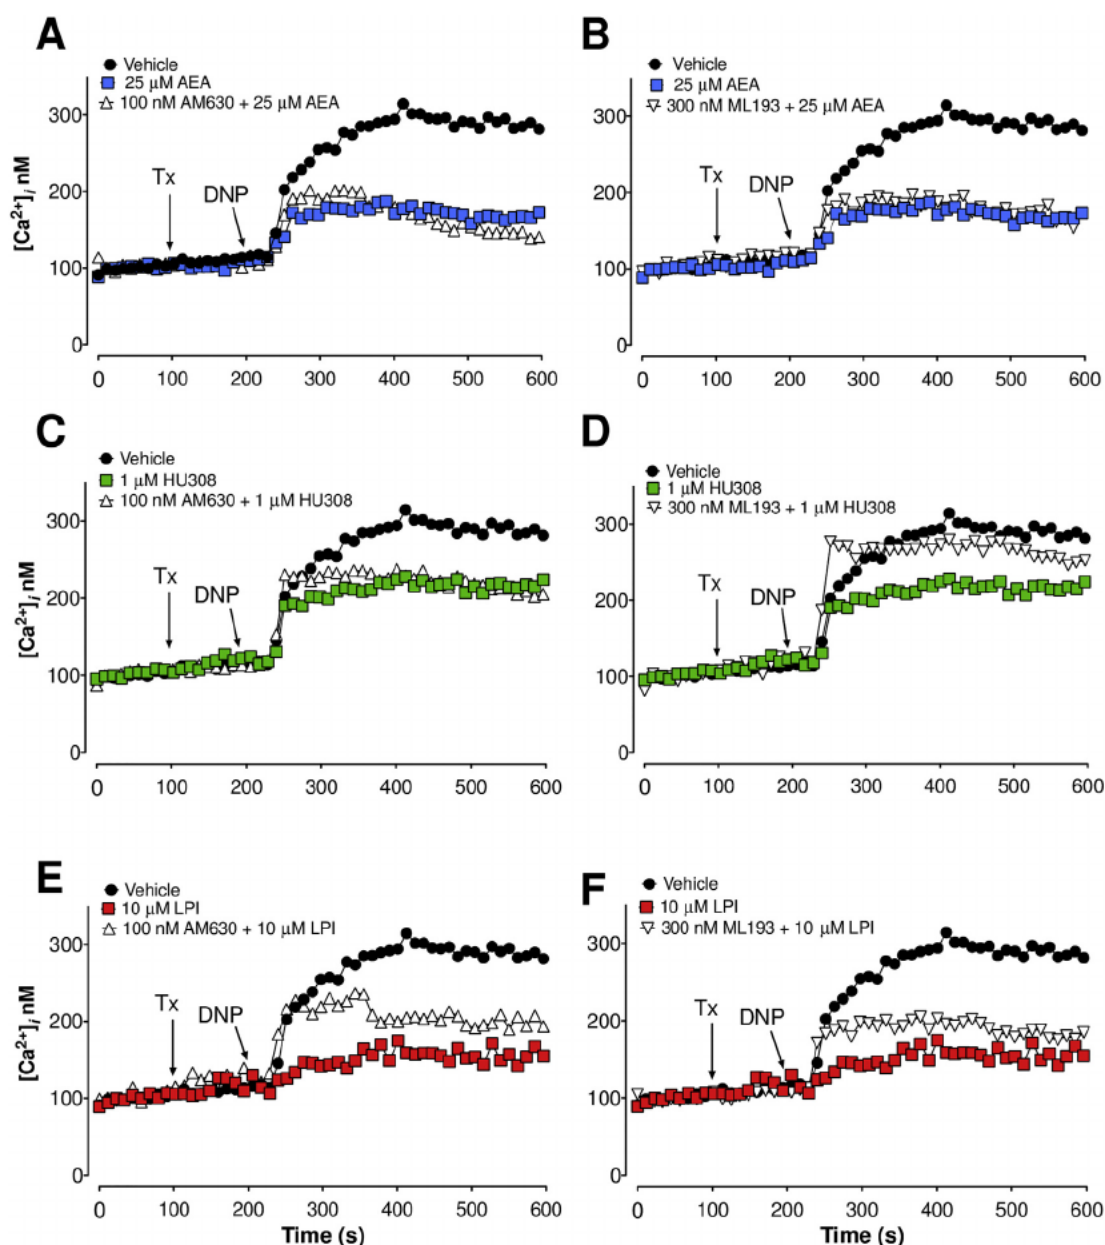 A
Vehicle
25 μM AEA
100 nM AM630 + 25 μM AEA
300
200
100
0
[Ca²⁺]ᵢ nM
Tx
DNP
0 100 200 300 400 500 600
B
Vehicle
25 μM AEA
300 nM ML193 + 25 μM AEA
300
200
100
0
Tx
DNP
0 100 200 300 400 500 600
C
Vehicle
1 μM HU308
100 nM AM630 + 1 μM HU308
300
200
100
0
[Ca²⁺]ᵢ nM
Tx
DNP
0 100 200 300 400 500 600
D
Vehicle
1 μM HU308
300 nM ML193 + 1 μM HU308
300
200
100
0
Tx
DNP
0 100 200 300 400 500 600
E
Vehicle
10 μM LPI
100 nM AM630 + 10 μM LPI
300
200
100
0
[Ca²⁺]ᵢ nM
Tx
DNP
0 100 200 300 400 500 600
Time (s)
F
Vehicle
10 μM LPI
300 nM ML193 + 10 μM LPI
300
200
100
0
Tx
DNP
0 100 200 300 400 500 600
Time (s)